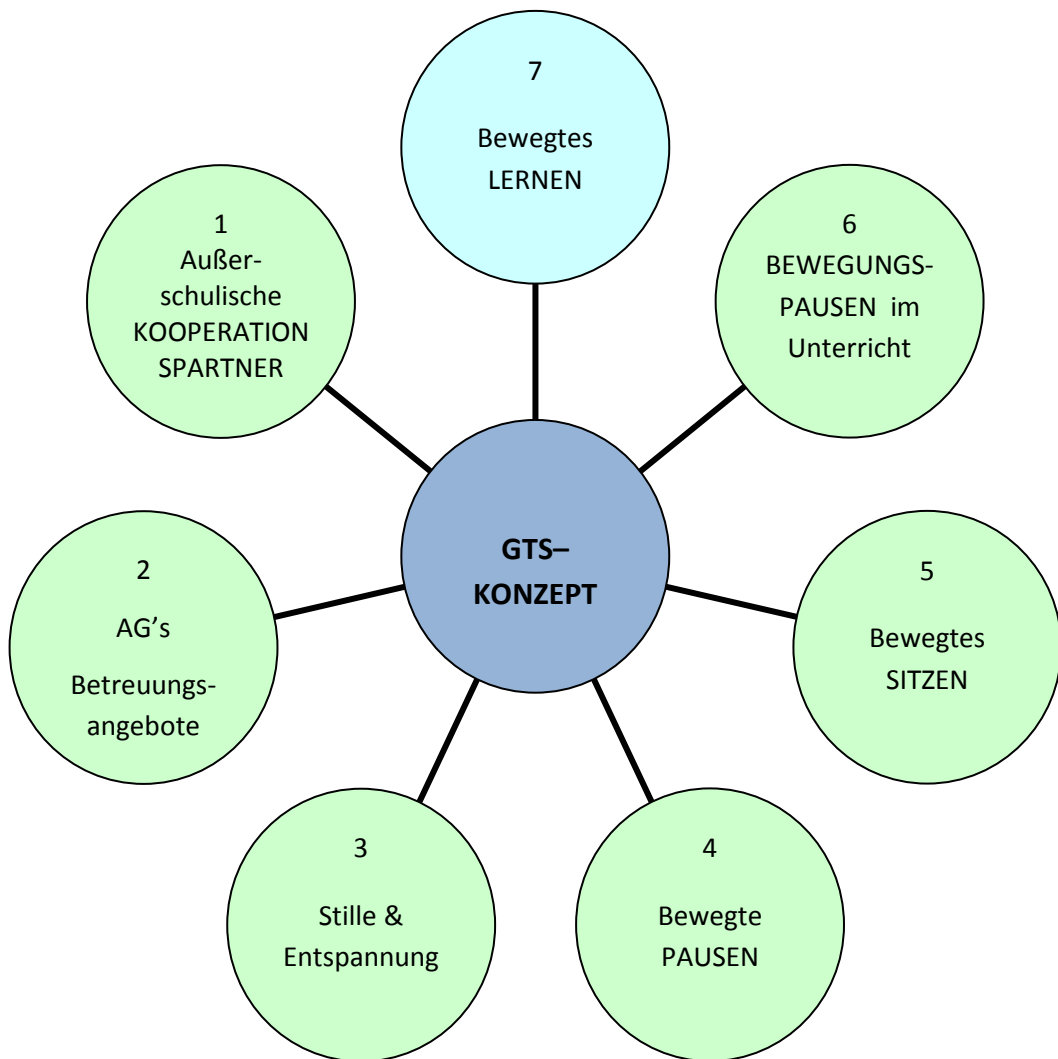 7
Bewegtes
LERNEN
1
Außer-
schulische
KOOPERATION
SPARTNER
6
BEWEGUNGS-
PAUSEN im
Unterricht
GTS–
KONZEPT
2
AG’s
Betreuungs-
angebote
5
Bewegtes
SITZEN
3
Stille &
Entspannung
4
Bewegte
PAUSEN